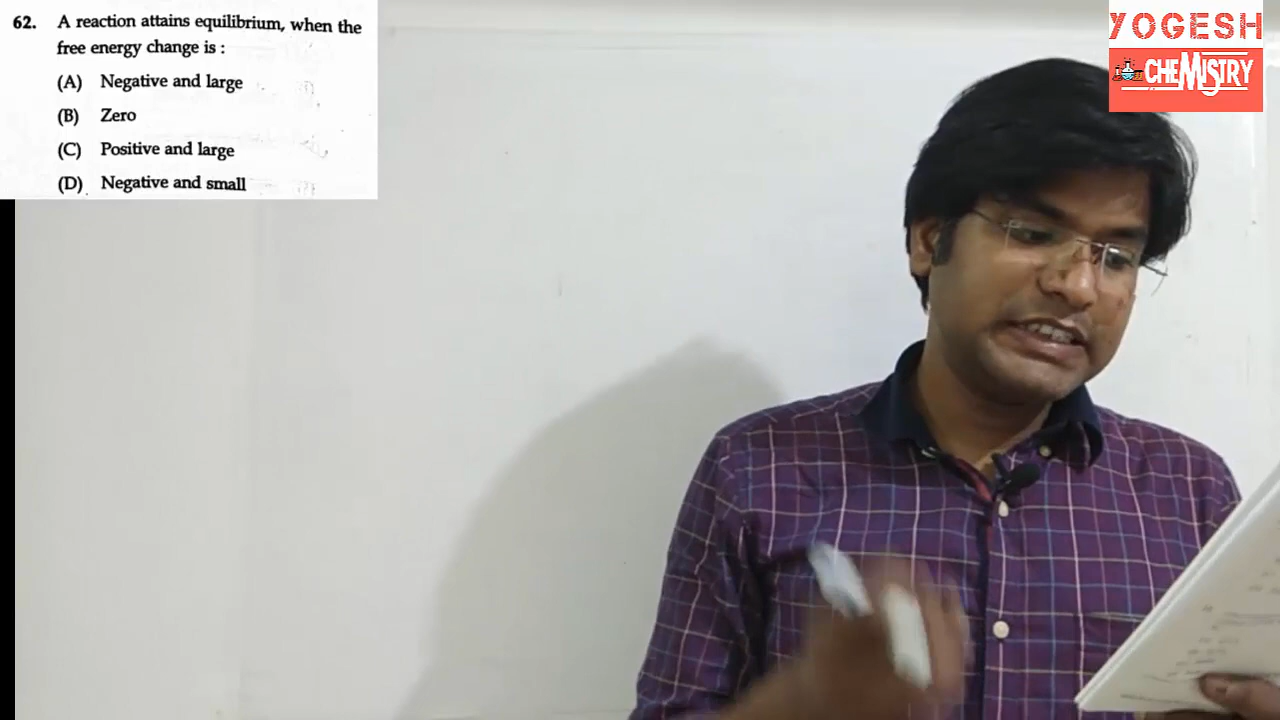 62. A reaction attains equilibrium, when the
free energy change is :
(A) Negative and large
(B) Zero
(C) Positive and large
(D) Negative and small
YOGESH
CHEMISTRY